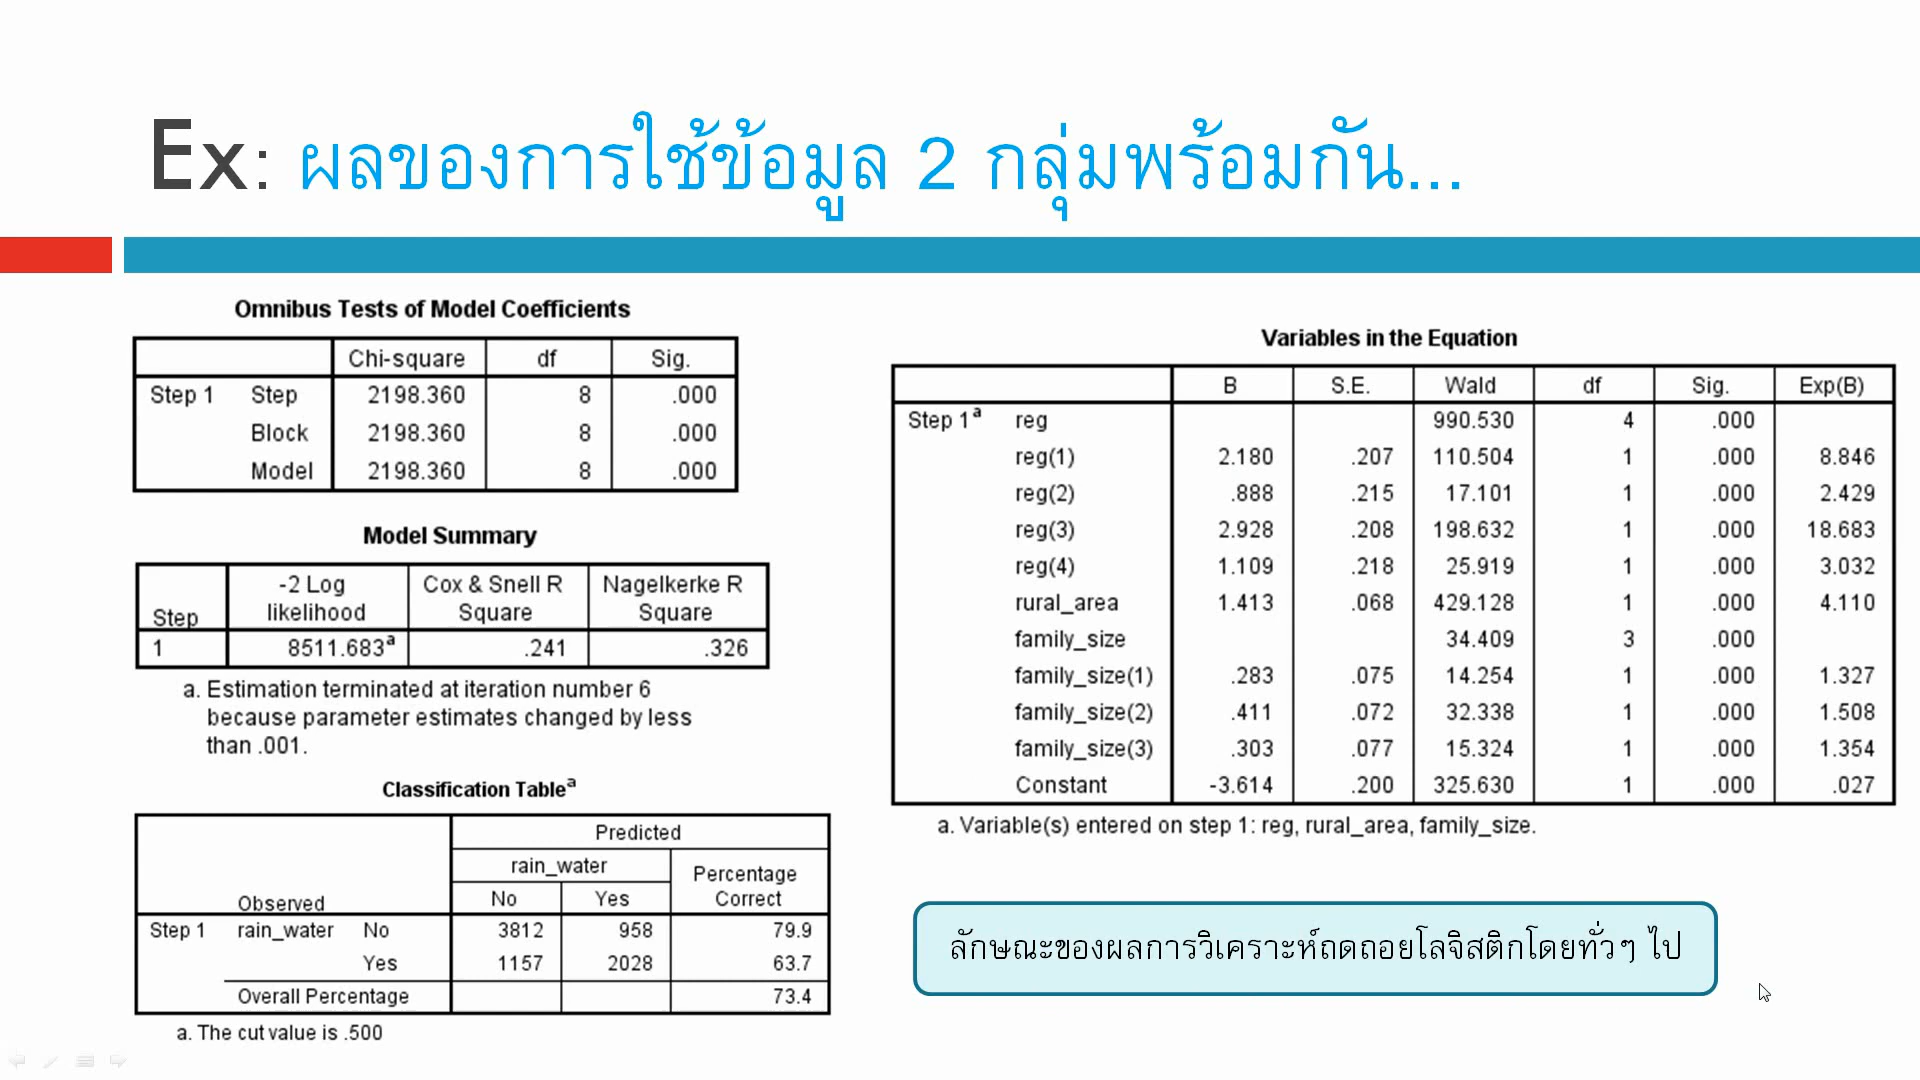 Ex: ผลของการใช้ข้อมูล 2 กลุ่มพร้อมกัน...
Omnibus Tests of Model Coefficients
Chi-square df Sig.
Step 1 Step 2198.360 8 .000
Block 2198.360 8 .000
Model 2198.360 8 .000
Model Summary
Step -2 Log likelihood Cox & Snell R Square Nagelkerke R Square
1 8511.683a .241 .326
a. Estimation terminated at iteration number 6
because parameter estimates changed by less
than .001.
Classification Tablea
Predicted
rain_water
Percentage Correct
Observed No Yes
Step 1 rain_water No 3812 958 79.9
Yes 1157 2028 63.7
Overall Percentage 73.4
a. The cut value is .500
Variables in the Equation
B S.E. Wald df Sig. Exp(B)
Step 1a reg 990.530 4 .000
reg(1) 2.180 .207 110.504 1 .000 8.846
reg(2) .888 .215 17.101 1 .000 2.429
reg(3) 2.928 .208 198.632 1 .000 18.683
reg(4) 1.109 .218 25.919 1 .000 3.032
rural_area 1.413 .068 429.128 1 .000 4.110
family_size 34.409 3 .000
family_size(1) .283 .075 14.254 1 .000 1.327
family_size(2) .411 .072 32.338 1 .000 1.508
family_size(3) .303 .077 15.324 1 .000 1.354
Constant -3.614 .200 325.630 1 .000 .027
a. Variable(s) entered on step 1: reg, rural_area, family_size.
ลักษณะของผลการวิเคราะห์ถดถอยโลจิสติกโดยทั่วๆ ไป